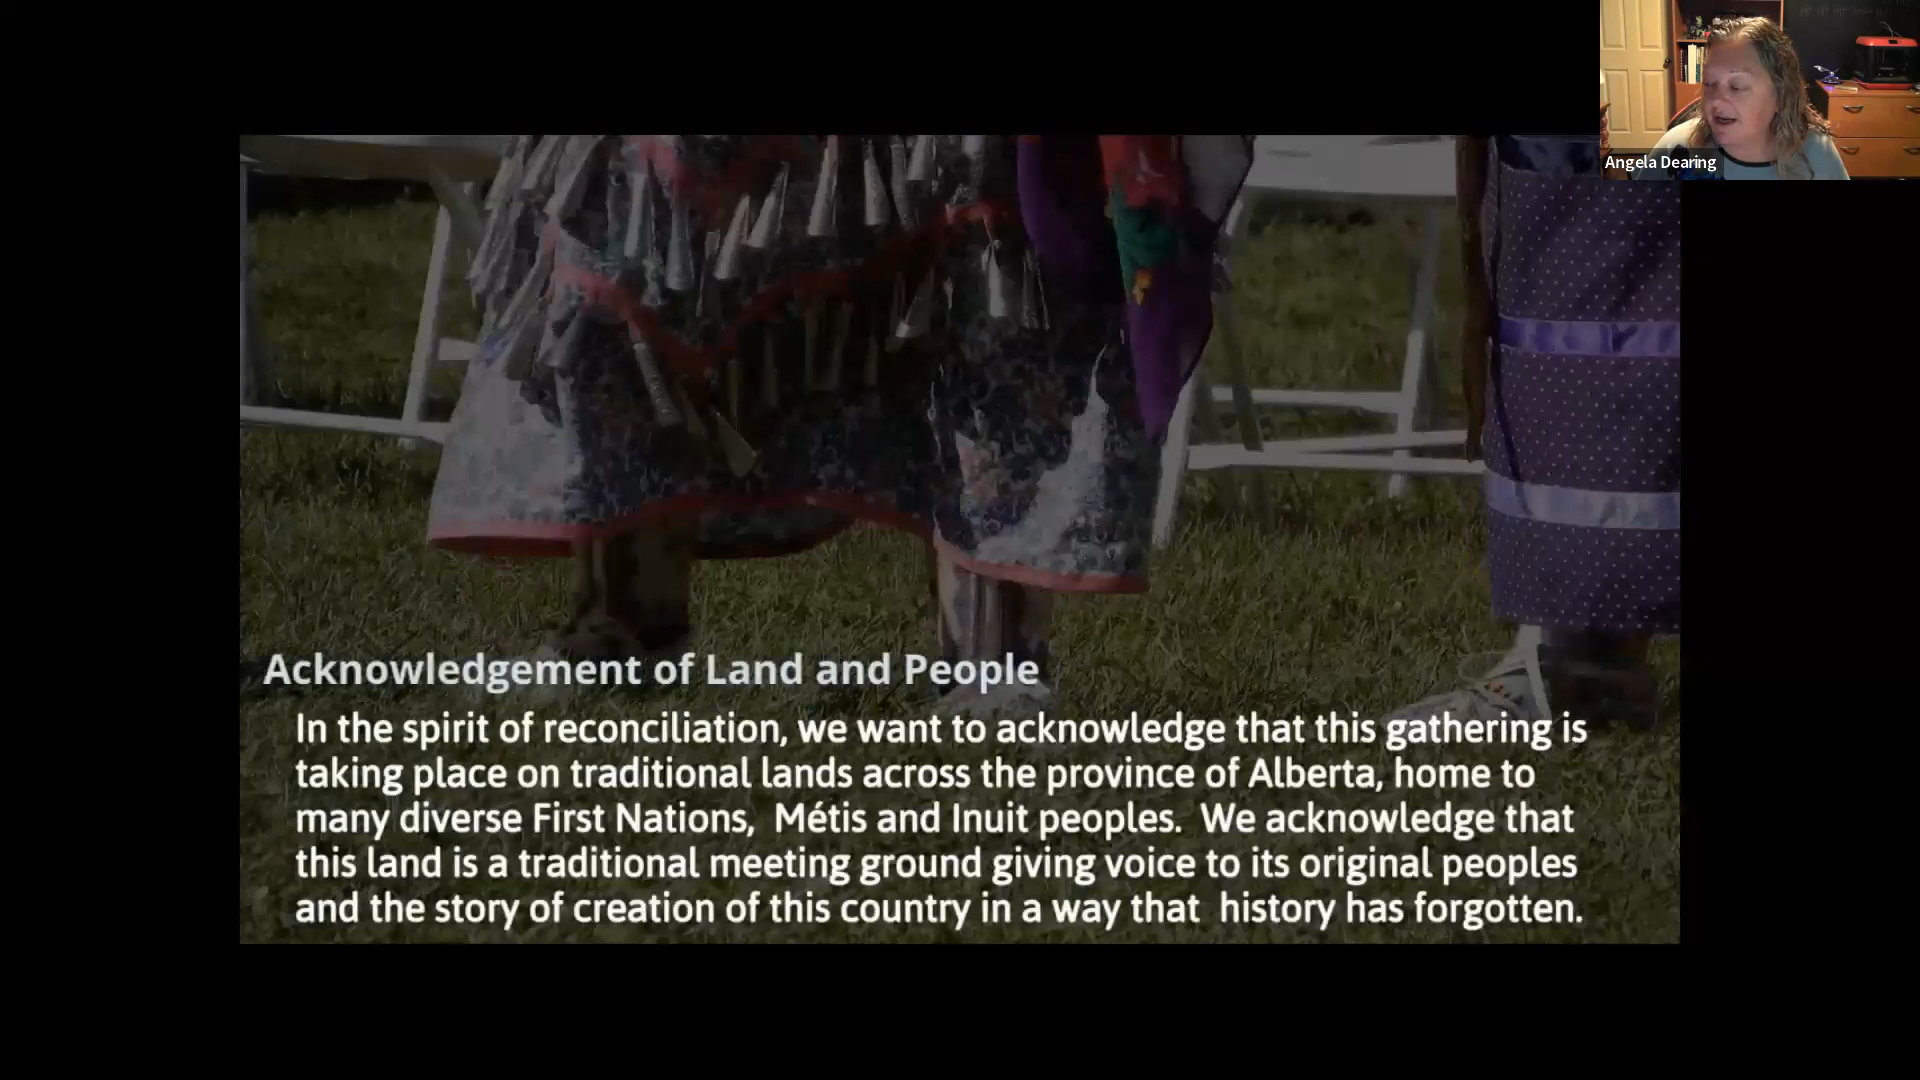 Angela Dearing
Acknowledgement of Land and People
In the spirit of reconciliation, we want to acknowledge that this gathering is
taking place on traditional lands across the province of Alberta, home to
many diverse First Nations, Métis and Inuit peoples. We acknowledge that
this land is a traditional meeting ground giving voice to its original peoples
and the story of creation of this country in a way that history has forgotten.